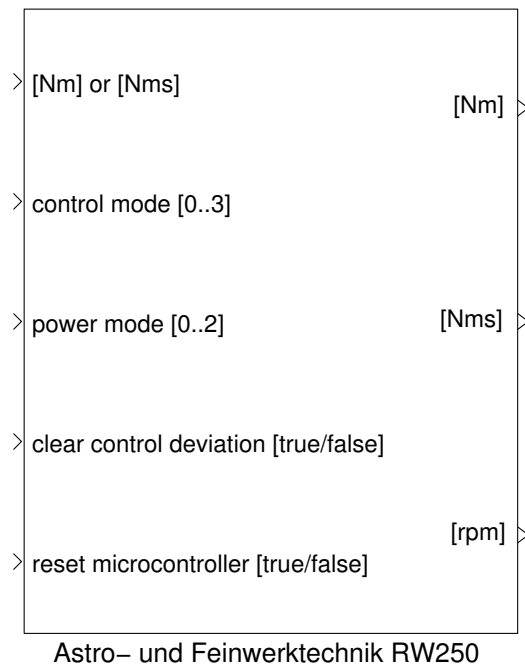 [Nm] or [Nms]
[Nm]
control mode [0..3]
power mode [0..2]
[Nms]
clear control deviation [true/false]
[rpm]
reset microcontroller [true/false]
Astro− und Feinwerktechnik RW250